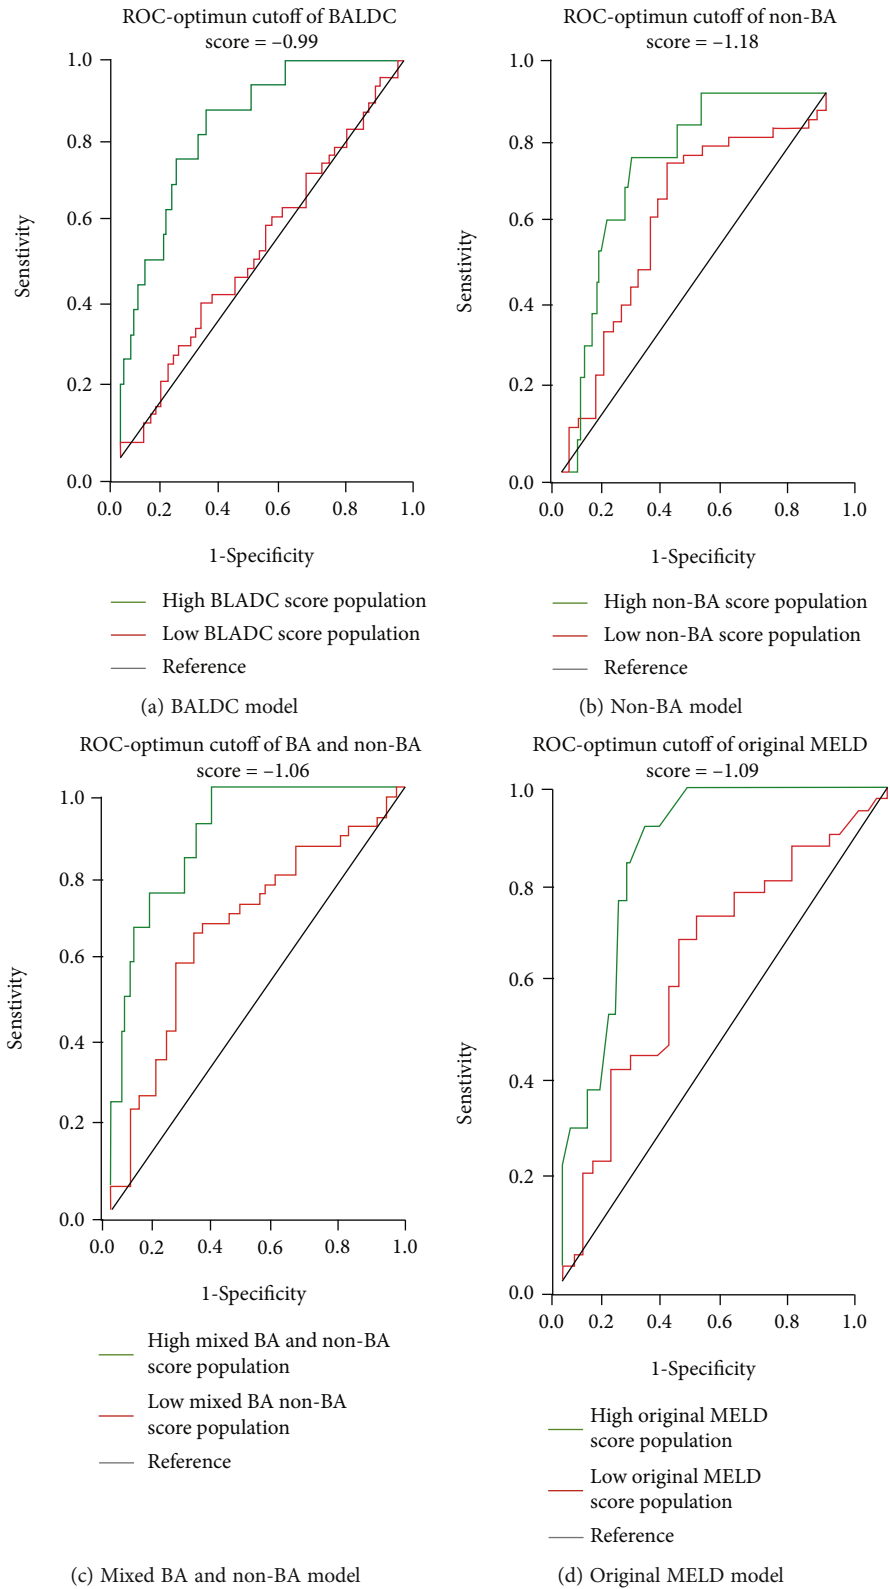 ROC-optimun cutoff of BALDC
score = –0.99
1.0
0.8
0.6
0.4
0.2
0.0
Senstivity
0.0 0.2 0.4 0.6 0.8 1.0
1-Specificity
High BLADC score population
Low BLADC score population
Reference
(a) BALDC model
ROC-optimun cutoff of non-BA
score = –1.18
1.0
0.8
0.6
0.4
0.2
0.0
Senstivity
0.0 0.2 0.4 0.6 0.8 1.0
1-Specificity
High non-BA score population
Low non-BA score population
Reference
(b) Non-BA model
ROC-optimun cutoff of BA and non-BA
score = –1.06
1.0
0.8
0.6
0.4
0.2
0.0
Senstivity
0.0 0.2 0.4 0.6 0.8 1.0
1-Specificity
High mixed BA and non-BA
score population
Low mixed BA non-BA
score population
Reference
(c) Mixed BA and non-BA model
ROC-optimun cutoff of original MELD
score = –1.09
1.0
0.8
0.6
0.4
0.2
0.0
Senstivity
0.0 0.2 0.4 0.6 0.8 1.0
1-Specificity
High original MELD
score population
Low original MELD
score population
Reference
(d) Original MELD model